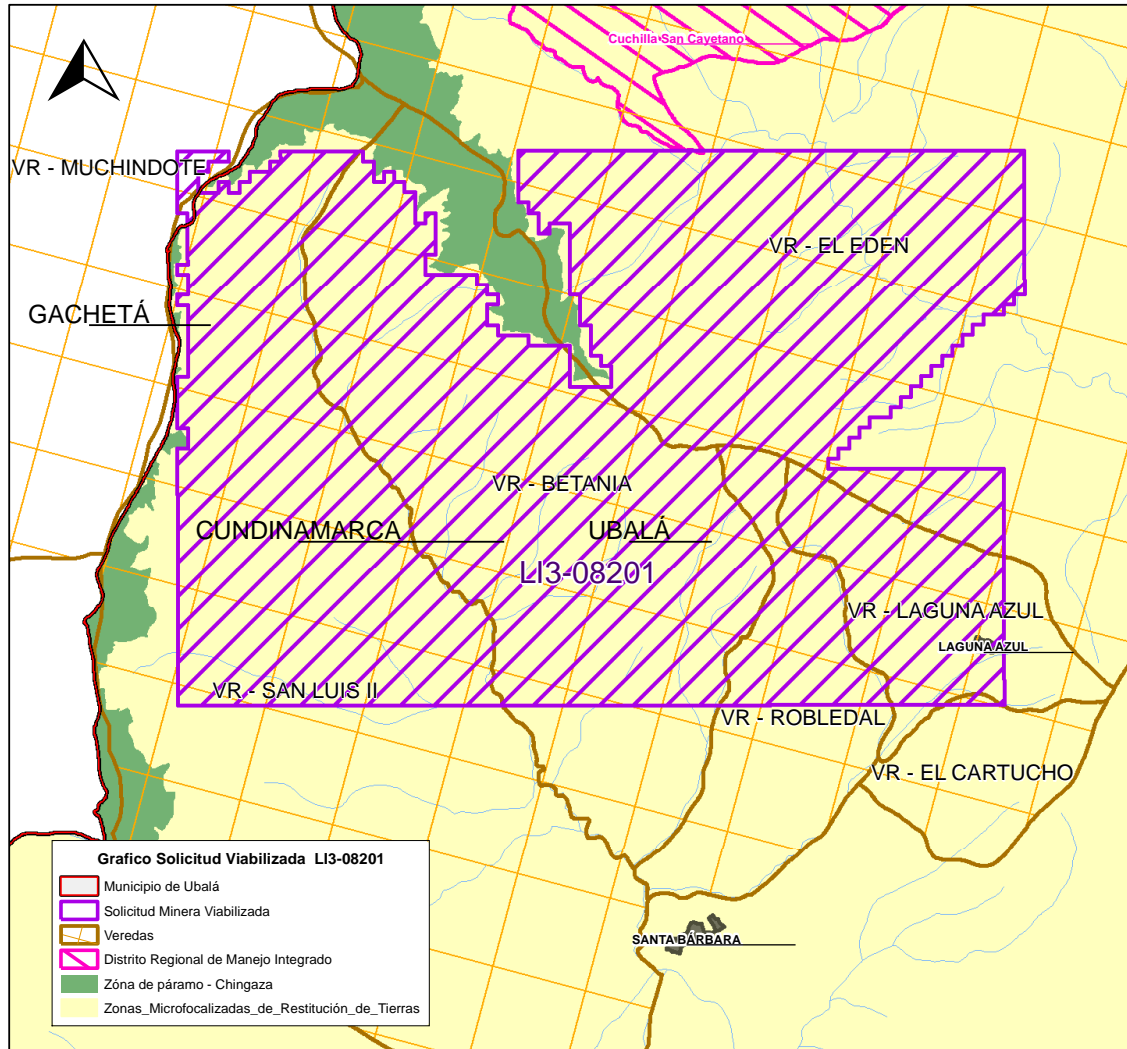 Cuchilla San Cayetano
VR - MUCHINDOTE
VR - EL EDEN
GACHETÁ
VR - BETANIA
CUNDINAMARCA
UBALÁ
LI3-08201
VR - LAGUNA AZUL
LAGUNA AZUL
VR - SAN LUIS II
VR - ROBLEDAL
VR - EL CARTUCHO
SANTA BÁRBARA
Grafico Solicitud Viabilizada LI3-08201
Municipio de Ubalá
Solicitud Minera Viabilizada
Veredas
Distrito Regional de Manejo Integrado
Zóna de páramo - Chingaza
Zonas_Microfocalizadas_de_Restitución_de_Tierras